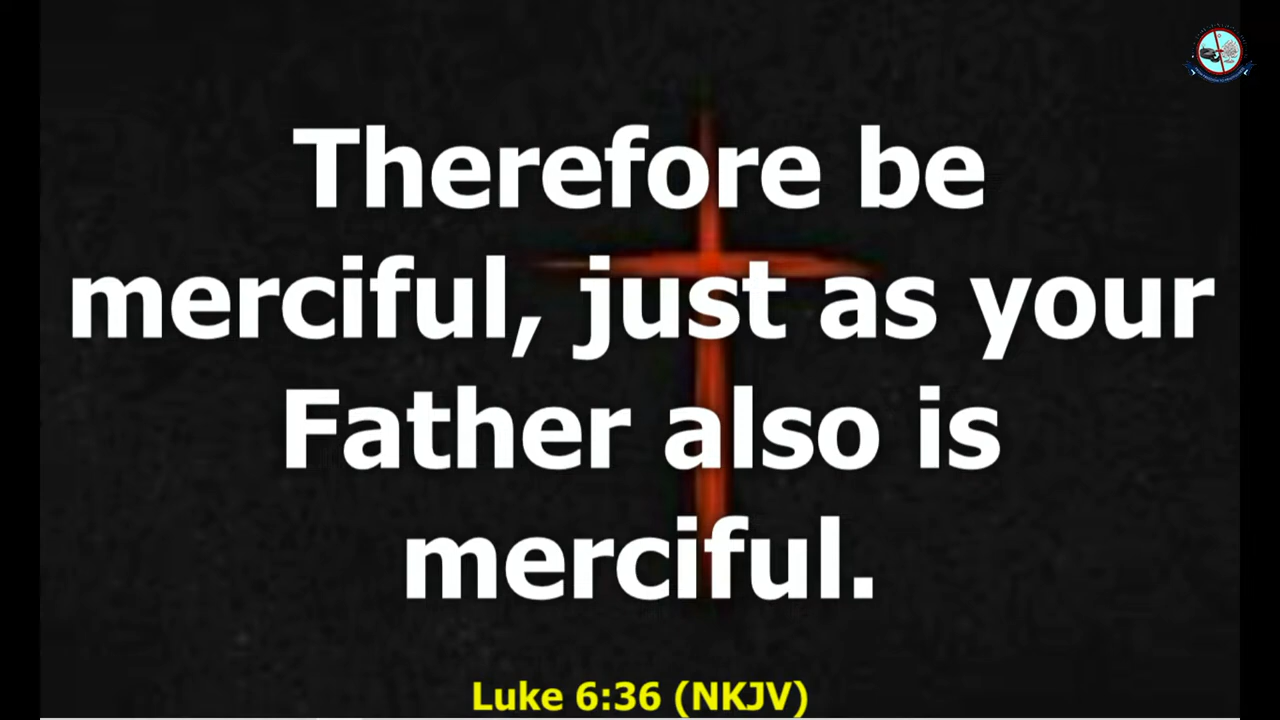 Therefore be
merciful, just as your
Father also is
merciful.
Luke 6:36 (NKJV)